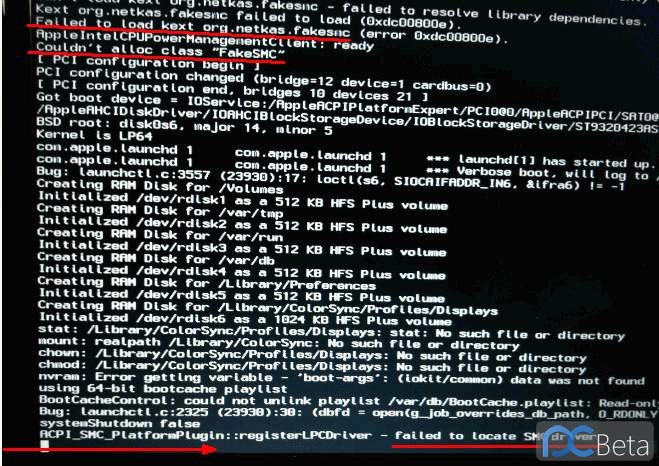 load kext org.netkas.fakesmc - failed to resolve library dependencies.
Kext org.netkas.fakesmc failed to load (0xdc00800e).
Failed to load kext org.netkas.fakesmc (error 0xdc00800e).
AppleIntelCPUPowerManagementClient: ready
Couldn't alloc class "FakeSMC"
[ PCI configuration begin ]
PCI configuration changed (bridge=12 device=1 cardbus=0)
[ PCI configuration end, bridges 10 devices 21 ]
Got boot device = IOService:/AppleACPIPlatformExpert/PCI0@0/AppleACPIPCI/SAT0@
/AppleAHCIDiskDriver/IOAHCIBlockStorageDevice/IOBlockStorageDriver/ST9320423AS
BSD root: disk0s6, major 14, minor 5
Kernel is LP64
com.apple.launchd 1 com.apple.launchd 1 *** launchd[1] has started up.
com.apple.launchd 1 com.apple.launchd 1 *** Verbose boot, will log to /
Bug: launchctl.c:3557 (23930):17: ioctl(s6, SIOCAIFADDR_IN6, &ifra6) != -1
Creating RAM Disk for /Volumes
Initialized /dev/rdisk1 as a 512 KB HFS Plus volume
Creating RAM Disk for /var/tmp
Initialized /dev/rdisk2 as a 512 KB HFS Plus volume
Creating RAM Disk for /var/run
Initialized /dev/rdisk3 as a 512 KB HFS Plus volume
Creating RAM Disk for /var/db
Initialized /dev/rdisk4 as a 512 KB HFS Plus volume
Creating RAM Disk for /Library/Preferences
Initialized /dev/rdisk5 as a 512 KB HFS Plus volume
Creating RAM Disk for /Library/ColorSync/Profiles/Displays
Initialized /dev/rdisk6 as a 1024 KB HFS Plus volume
stat: /Library/ColorSync/Profiles/Displays: stat: No such file or directory
mount: realpath /Library/ColorSync: No such file or directory
chown: /Library/ColorSync/Profiles/Displays: No such file or directory
chmod: /Library/ColorSync/Profiles/Displays: No such file or directory
nvram: Error getting variable - 'boot-args': (iokit/common) data was not found
using 64-bit bootcache playlist
BootCacheControl: could not unlink playlist /var/db/BootCache.playlist: Read-only
Bug: launchctl.c:2325 (23930):30: (dbfd = open(g_job_overrides_db_path, O_RDONLY
systemShutdown false
ACPI_SMC_PlatformPlugin::registerLPCDriver - failed to locate SMC driver
PCBeta